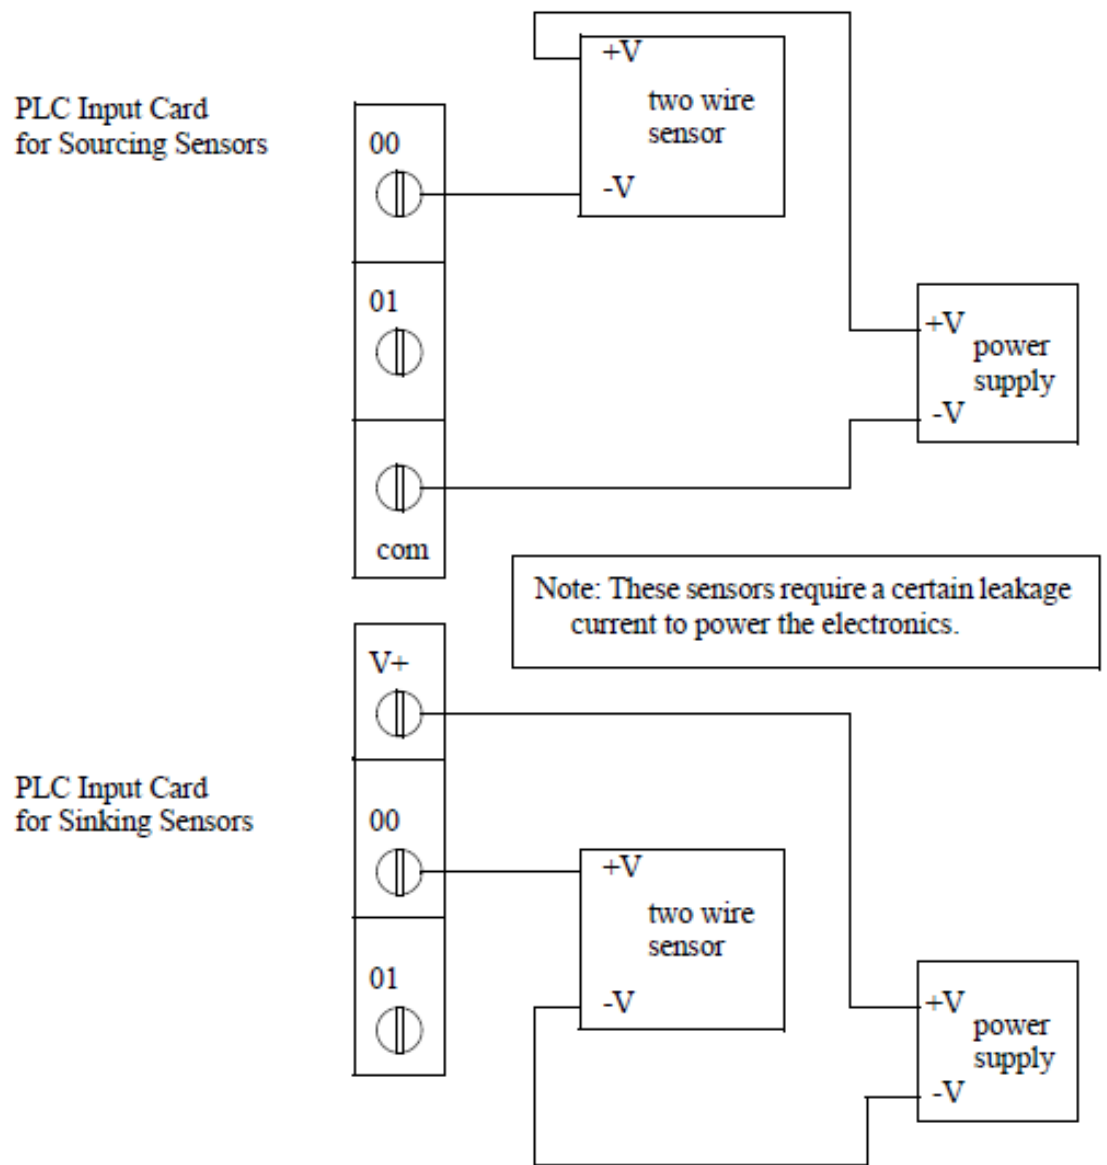 +V
two wire
sensor
-V
PLC Input Card
for Sourcing Sensors
00
01
com
+V
power
supply
-V
Note: These sensors require a certain leakage
current to power the electronics.
V+
PLC Input Card
for Sinking Sensors
00
01
+V
two wire
sensor
-V
+V
power
supply
-V